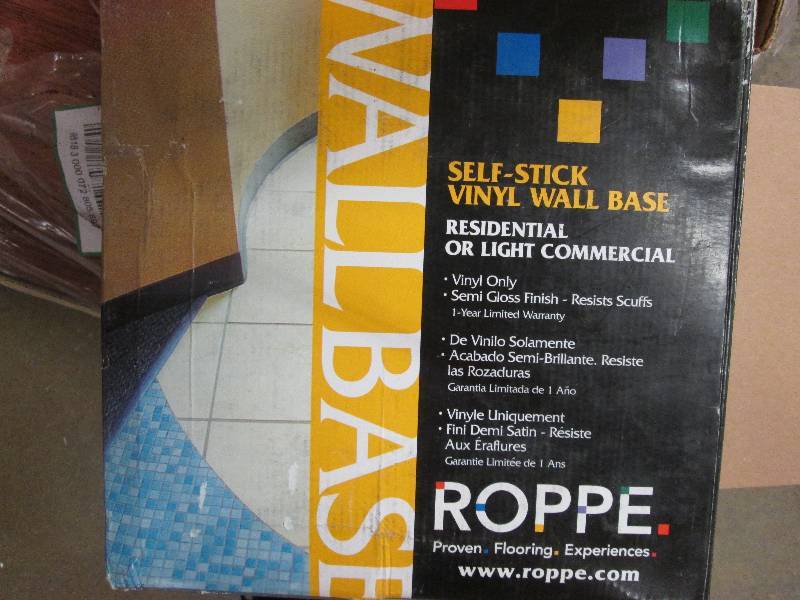 WALLBASE
SELF-STICK
VINYL WALL BASE
RESIDENTIAL
OR LIGHT COMMERCIAL
· Vinyl Only
· Semi Gloss Finish - Resists Scuffs
1-Year Limited Warranty
· De Vinilo Solamente
· Acabado Semi-Brillante. Resiste
las Rozaduras
Garantia Limitada de 1 Año
· Vinyle Uniquement
· Fini Demi Satin - Résiste
Aux Éraflures
Garantie Limitée de 1 Ans
ROPPE.
Proven. Flooring. Experiences.
www.roppe.com